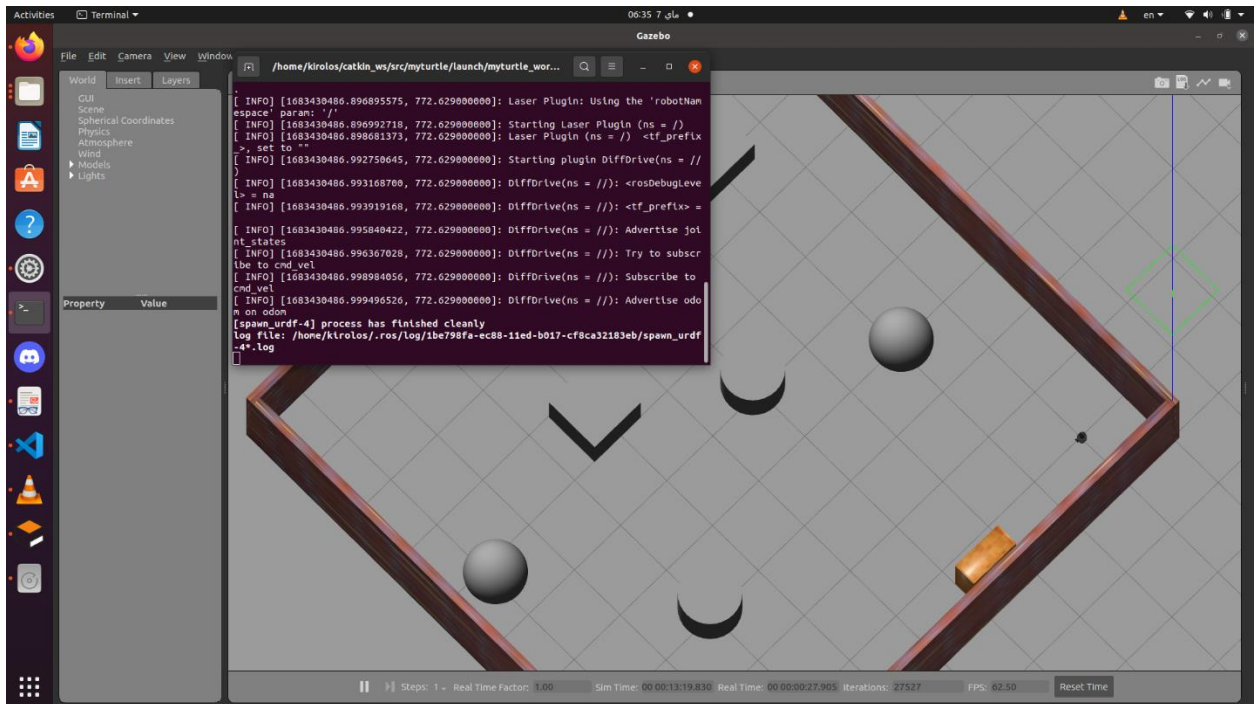 Activities
Terminal
06:35 7 ماي
en
Gazebo
File Edit Camera View Window
/home/kirolos/catkin_ws/src/myturtle/launch/myturtle_wor...
World Insert Layers
GUI
Scene
Spherical Coordinates
Physics
Atmosphere
Wind
Models
Lights
Property Value
.
[ INFO] [1683430486.896895575, 772.629000000]: Laser Plugin: Using the 'robotNam
espace' param: '/'
[ INFO] [1683430486.896992718, 772.629000000]: Starting Laser Plugin (ns = /)
[ INFO] [1683430486.898681373, 772.629000000]: Laser Plugin (ns = /) <tf_prefix
_>, set to ""
[ INFO] [1683430486.992750645, 772.629000000]: Starting plugin DiffDrive(ns = //
)
[ INFO] [1683430486.993168700, 772.629000000]: DiffDrive(ns = //): <rosDebugLeve
l> = na
[ INFO] [1683430486.993919168, 772.629000000]: DiffDrive(ns = //): <tf_prefix> =
[ INFO] [1683430486.995840422, 772.629000000]: DiffDrive(ns = //): Advertise joi
nt_states
[ INFO] [1683430486.996367028, 772.629000000]: DiffDrive(ns = //): Try to subscr
ibe to cmd_vel
[ INFO] [1683430486.998984056, 772.629000000]: DiffDrive(ns = //): Subscribe to
cmd_vel
[ INFO] [1683430486.999496526, 772.629000000]: DiffDrive(ns = //): Advertise odo
m on odom
[spawn_urdf-4] process has finished cleanly
log file: /home/kirolos/.ros/log/1be798fa-ec88-11ed-b017-cf8ca32183eb/spawn_urdf
-4*.log
Steps: 1 Real Time Factor: 1.00 Sim Time: 00 00:13:19.830 Real Time: 00 00:00:27.905 Iterations: 27527 FPS: 62.50 Reset Time